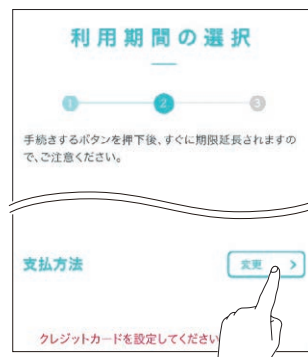 利用期間の選択
1 2 3
手続きするボタンを押下後、すぐに期限延長されますの
で、ご注意ください。
支払方法
変更
クレジットカードを設定してください